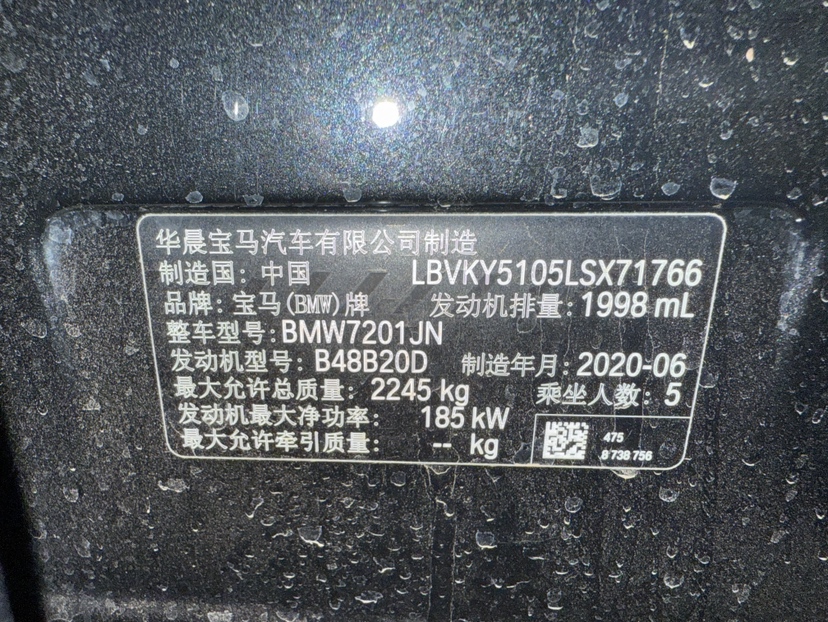 华晨宝马汽车有限公司制造
制造国: 中国 LBVKY5105LSX71766
品牌: 宝马(BMW)牌 发动机排量: 1998 mL
整车型号: BMW7201JN
发动机型号: B48B20D 制造年月: 2020-06
最大允许总质量: 2245 kg 乘坐人数: 5
发动机最大净功率: 185 kW
最大允许牵引质量: -- kg
475
8 738 756